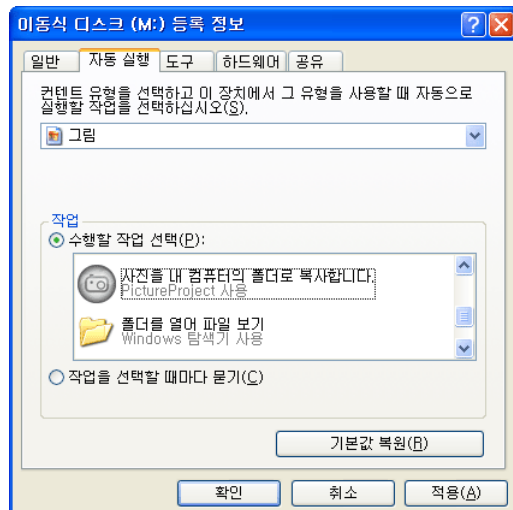 이동식 디스크 (M:) 등록 정보
일반 자동 실행 도구 하드웨어 공유
컨텐트 유형을 선택하고 이 장치에서 그 유형을 사용할 때 자동으로
실행할 작업을 선택하십시오(S).
그림
작업
수행할 작업 선택(P):
사진을 내 컴퓨터의 폴더로 복사합니다.
PictureProject 사용
폴더를 열어 파일 보기
Windows 탐색기 사용
작업을 선택할 때마다 묻기(C)
기본값 복원(R)
확인 취소 적용(A)